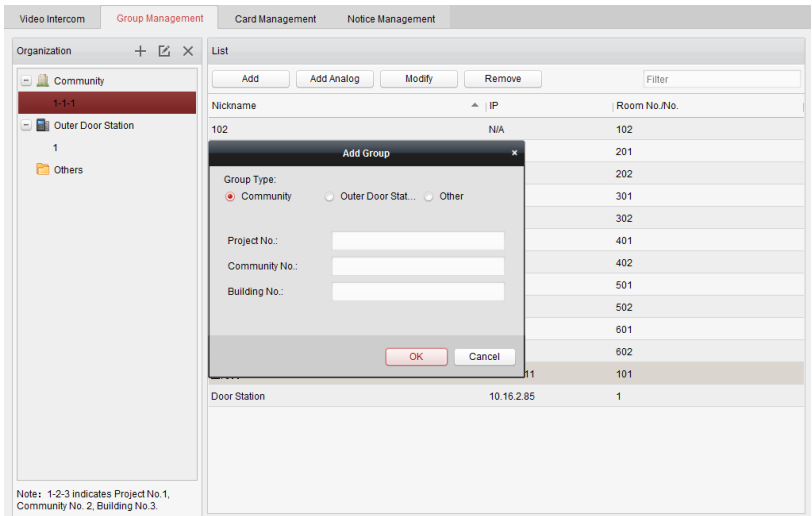 Video Intercom Group Management Card Management Notice Management
Organization
Community
1-1-1
Outer Door Station
1
Others
Note: 1-2-3 indicates Project No.1,
Community No. 2, Building No.3.
List
Add Add Analog Modify Remove Filter
Nickname IP Room No./No.
102 N/A 102
201
202
301
302
401
402
501
502
601
602
11 101
Door Station 10.16.2.85 1
Add Group
Group Type:
Community Outer Door Stat... Other
Project No.:
Community No.:
Building No.:
OK Cancel